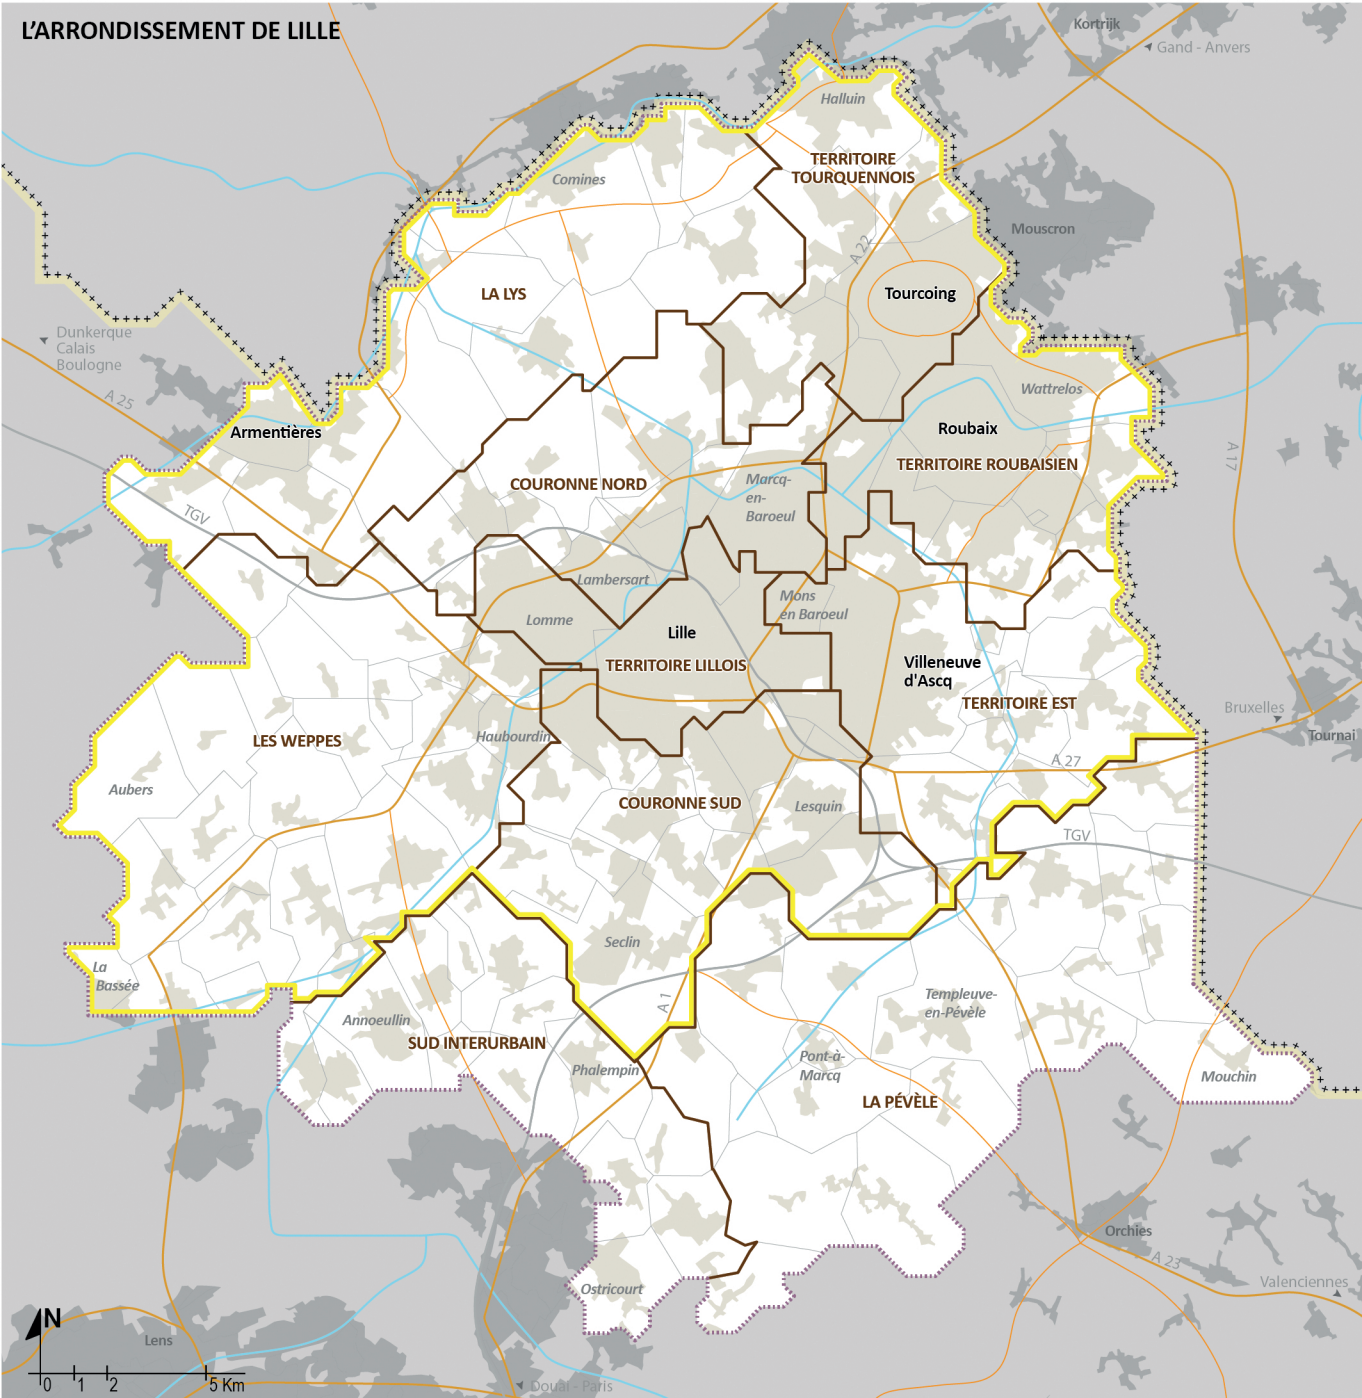 L'ARRONDISSEMENT DE LILLE
Kortrijk
Gand - Anvers
Halluin
TERRITOIRE
TOURQUENNOIS
Comines
Mouscron
A 22
LA LYS
Tourcoing
Dunkerque
Calais
Boulogne
A 25
Wattrelos
Armentières
Roubaix
TERRITOIRE ROUBAISIEN
A 17
COURONNE NORD
Marcq-
en-
Baroeul
TGV
Lambersart
Mons
en Baroeul
Lomme
Lille
TERRITOIRE LILLOIS
Villeneuve
d'Ascq
TERRITOIRE EST
Bruxelles
Tournai
Haubourdin
LES WEPPES
A 27
Aubers
COURONNE SUD
Lesquin
TGV
Seclin
La
Bassée
A 1
Templeuve-
en-Pévèle
Annoeullin
SUD INTERURBAIN
Phalempin
Pont-à-
Marcq
Mouchin
LA PÉVÈLE
Orchies
A 23
Valenciennes
Ostricourt
N
Lens
0 1 2 5 Km
Douai - Paris